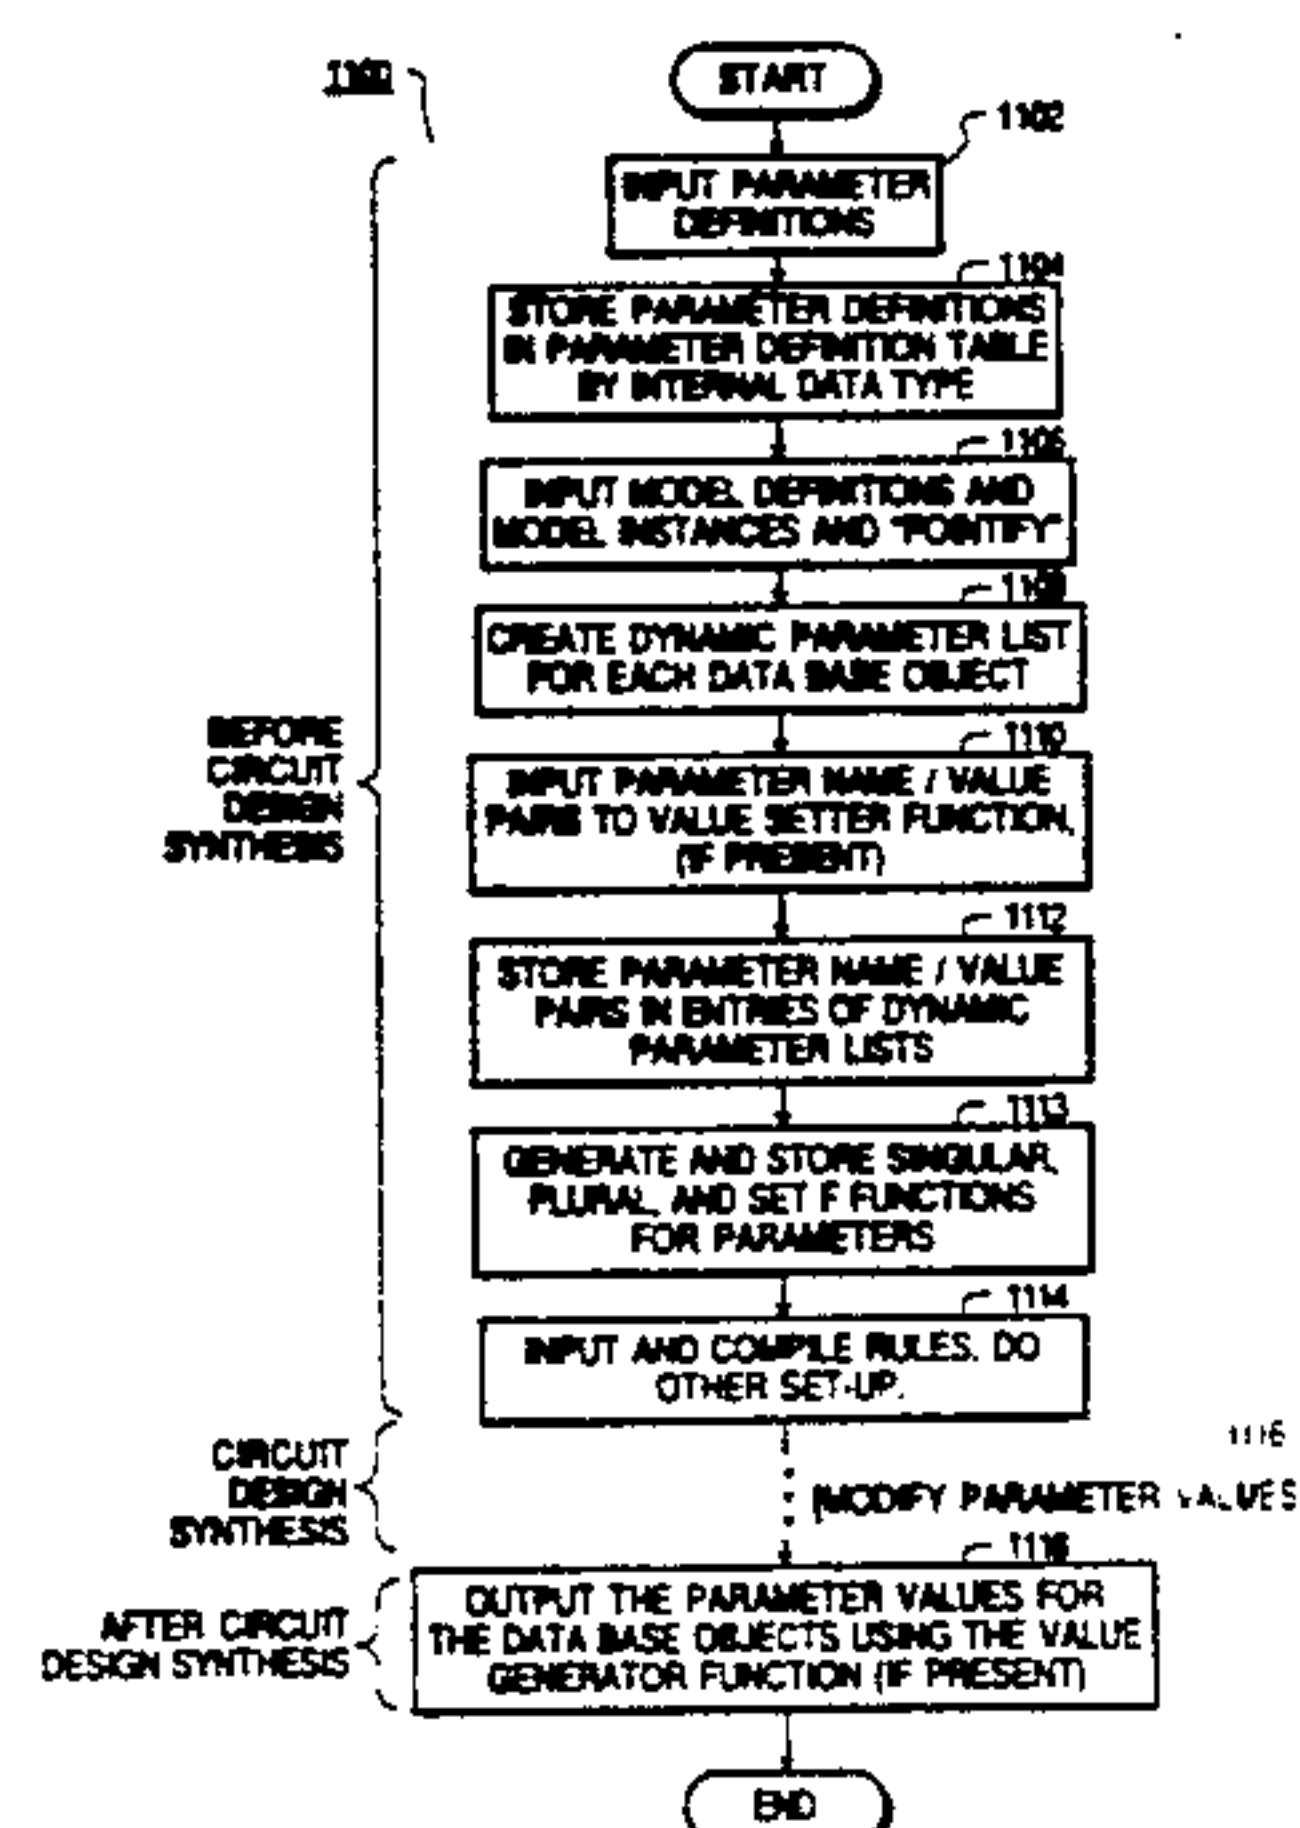 1100
START
1102
INPUT PARAMETER
DEFINITIONS
1104
STORE PARAMETER DEFINITIONS
IN PARAMETER DEFINITION TABLE
BY INTERNAL DATA TYPE
1106
INPUT MODEL DEFINITIONS AND
MODEL INSTANCES AND "POINTIFY"
1108
CREATE DYNAMIC PARAMETER LIST
FOR EACH DATA BASE OBJECT
1110
INPUT PARAMETER NAME / VALUE
PAIRS TO VALUE SETTER FUNCTION,
(IF PRESENT)
1112
STORE PARAMETER NAME / VALUE
PAIRS IN ENTRIES OF DYNAMIC
PARAMETER LISTS
1113
GENERATE AND STORE SINGULAR,
PLURAL, AND SET F FUNCTIONS
FOR PARAMETERS
1114
INPUT AND COMPILE RULES. DO
OTHER SET-UP.
BEFORE
CIRCUIT
DESIGN
SYNTHESIS
1116
MODIFY PARAMETER VALUES
CIRCUIT
DESIGN
SYNTHESIS
OUTPUT THE PARAMETER VALUES FOR
THE DATA BASE OBJECTS USING THE VALUE
GENERATOR FUNCTION (IF PRESENT)
AFTER CIRCUIT
DESIGN SYNTHESIS
END